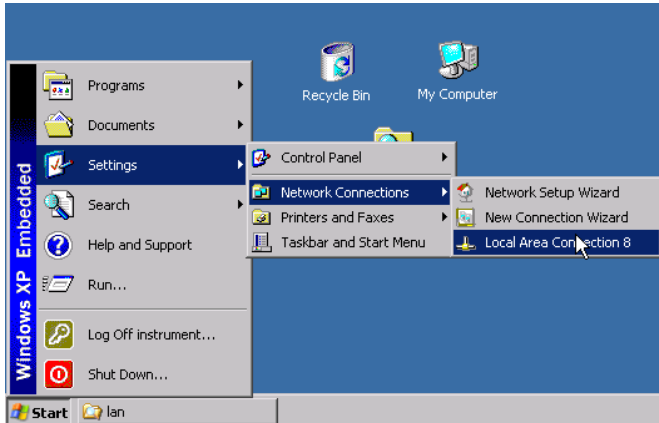 Recycle Bin
My Computer
Windows XP Embedded
Programs
Documents
Settings
Search
Help and Support
Run...
Log Off instrument...
Shut Down...
Control Panel
Network Connections
Printers and Faxes
Taskbar and Start Menu
Network Setup Wizard
New Connection Wizard
Local Area Connection 8
Start
lan